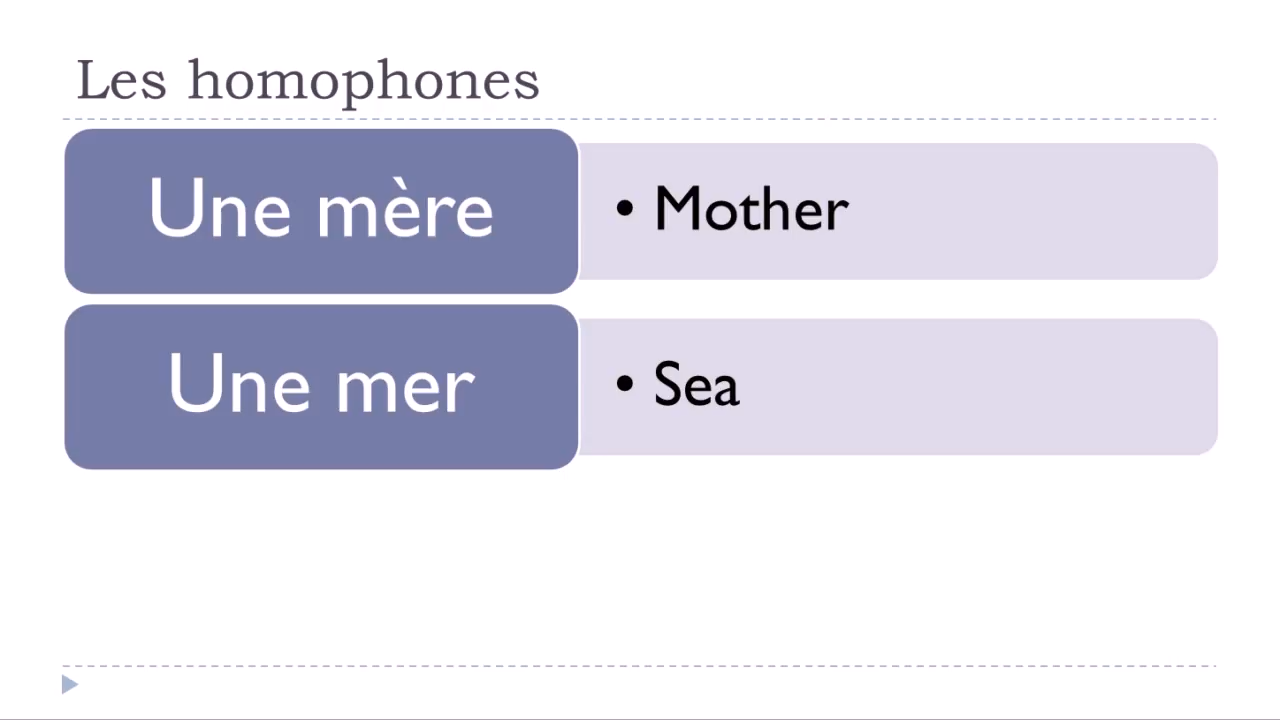 Les homophones
Une mère
• Mother
Une mer
• Sea